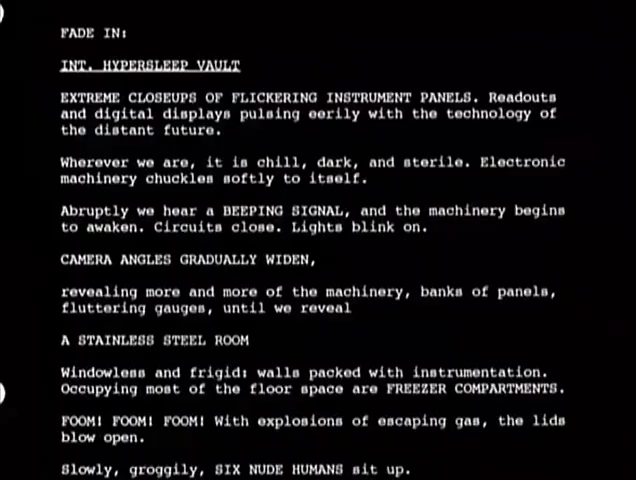 FADE IN:
INT. HYPERSLEEP VAULT
EXTREME CLOSEUPS OF FLICKERING INSTRUMENT PANELS. Readouts
and digital displays pulsing eerily with the technology of
the distant future.
Wherever we are, it is chill, dark, and sterile. Electronic
machinery chuckles softly to itself.
Abruptly we hear a BEEPING SIGNAL, and the machinery begins
to awaken. Circuits close. Lights blink on.
CAMERA ANGLES GRADUALLY WIDEN,
revealing more and more of the machinery, banks of panels,
fluttering gauges, until we reveal
A STAINLESS STEEL ROOM
Windowless and frigid: walls packed with instrumentation.
Occupying most of the floor space are FREEZER COMPARTMENTS.
FOOM! FOOM! FOOM! With explosions of escaping gas, the lids
blow open.
Slowly, groggily, SIX NUDE HUMANS sit up.